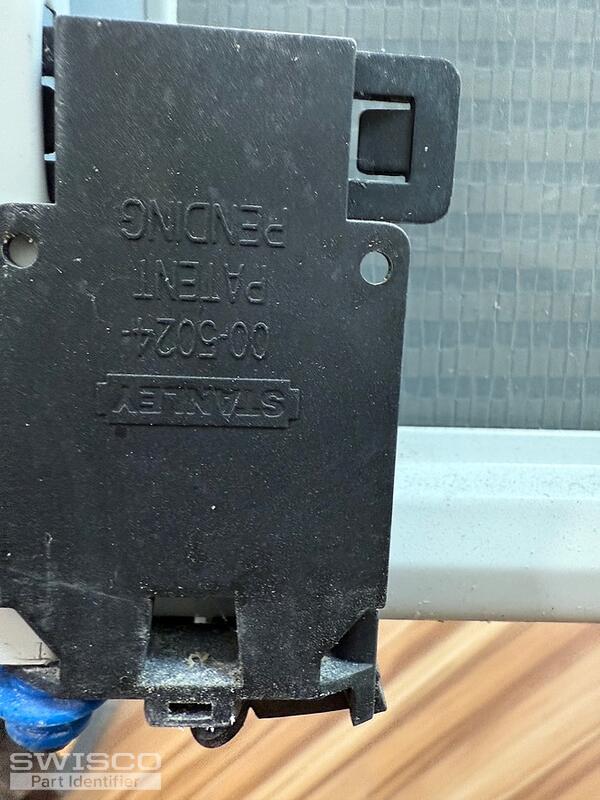 STANLEY
00-5024
PATENT
PENDING
SWISCO
Part Identifier